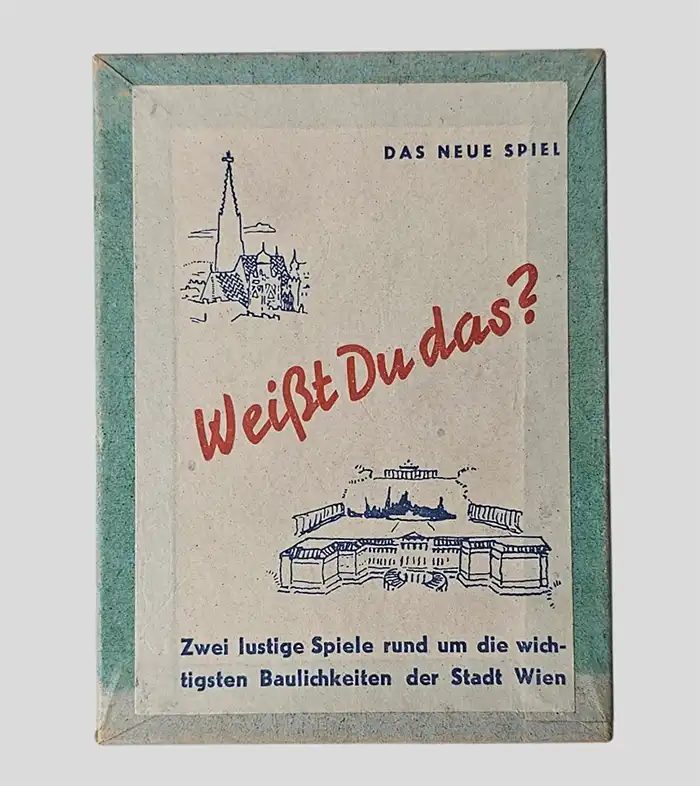 DAS NEUE SPIEL
Weißt Du das?
Zwei lustige Spiele rund um die wich-
tigsten Baulichkeiten der Stadt Wien